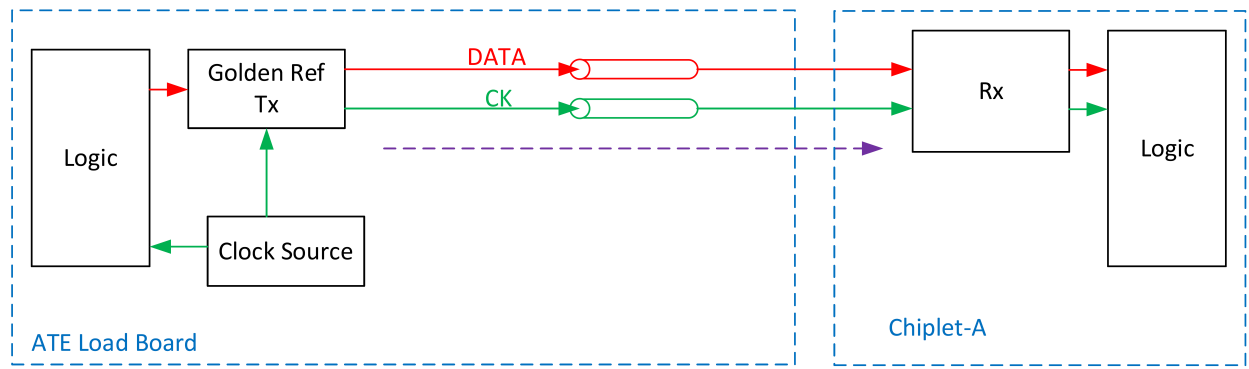 Logic
Golden Ref
Tx
DATA
CK
Clock Source
ATE Load Board
Rx
Logic
Chiplet-A